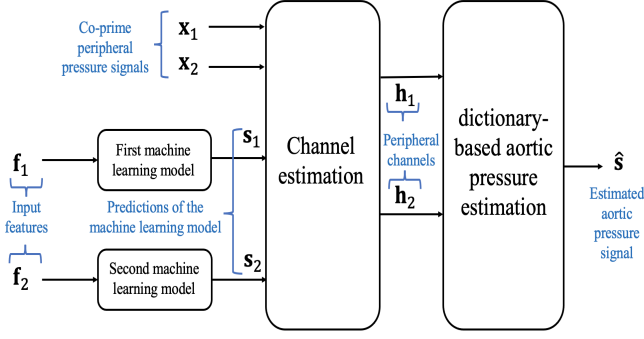 Co-prime
peripheral
pressure signals
x1
x2
f1
Input
features
f2
First machine
learning model
Predictions of the
machine learning model
Second machine
learning model
s1
s2
Channel
estimation
h1
Peripheral
channels
h2
dictionary-
based aortic
pressure
estimation
ŝ
Estimated
aortic
pressure
signal